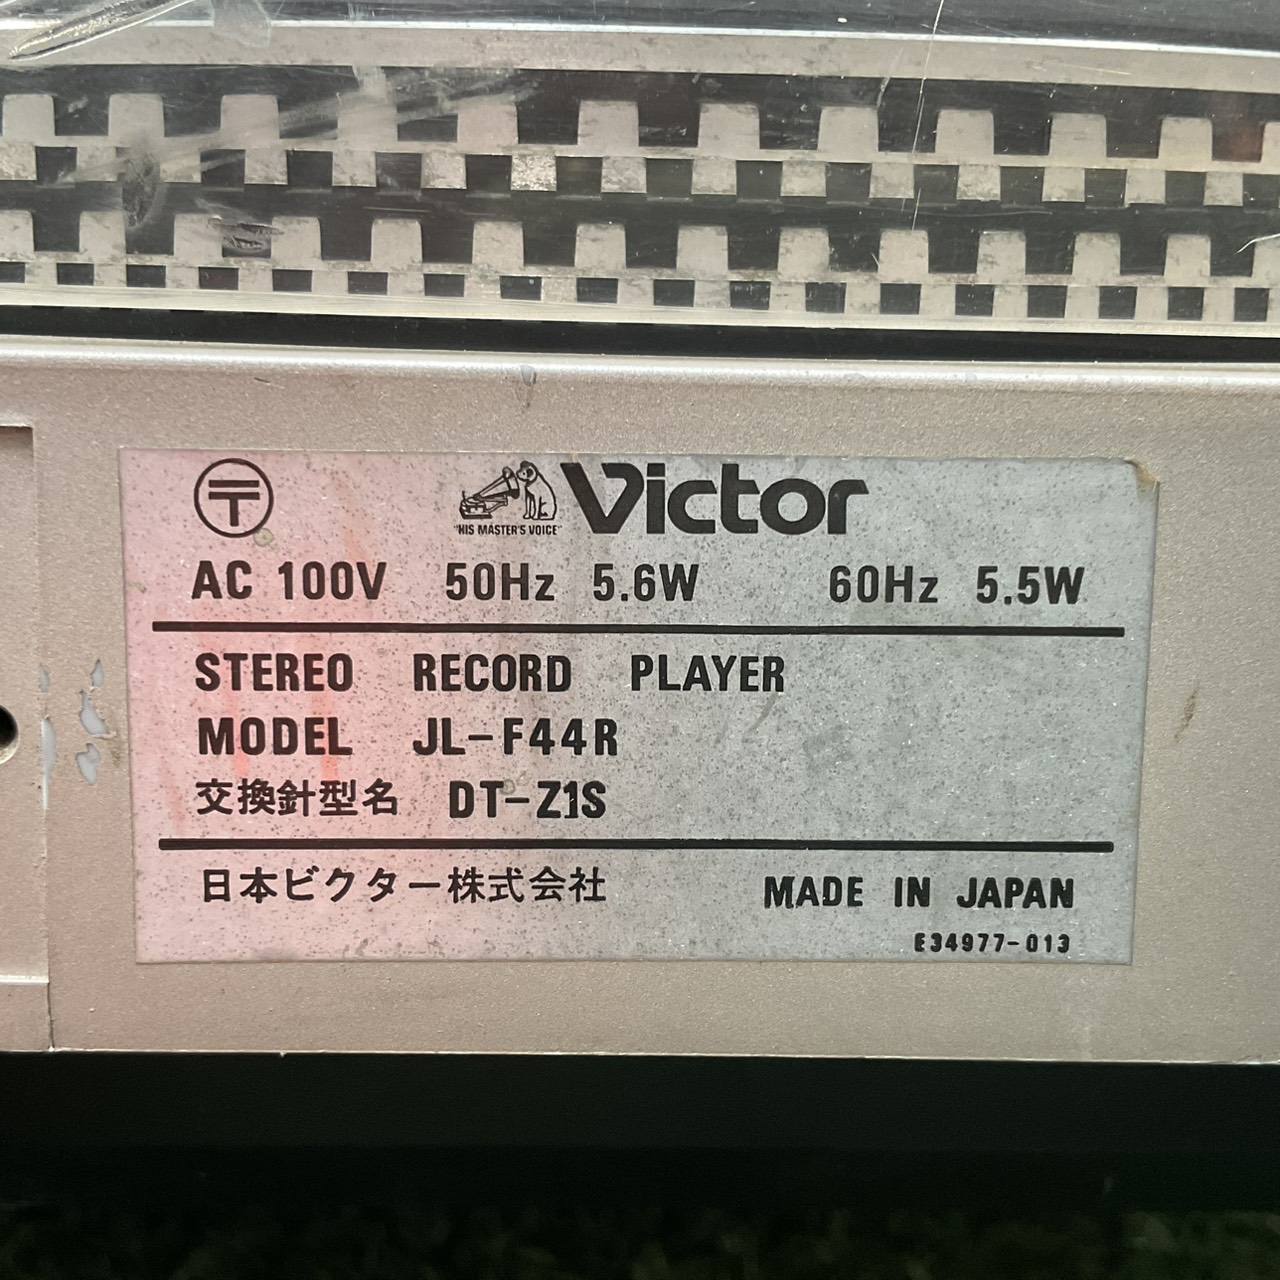 〒
"HIS MASTER'S VOICE" Victor
AC 100V 50Hz 5.6W 60Hz 5.5W
STEREO RECORD PLAYER
MODEL JL-F44R
交換針型名 DT-Z1S
日本ビクター株式会社 MADE IN JAPAN
E34977-013